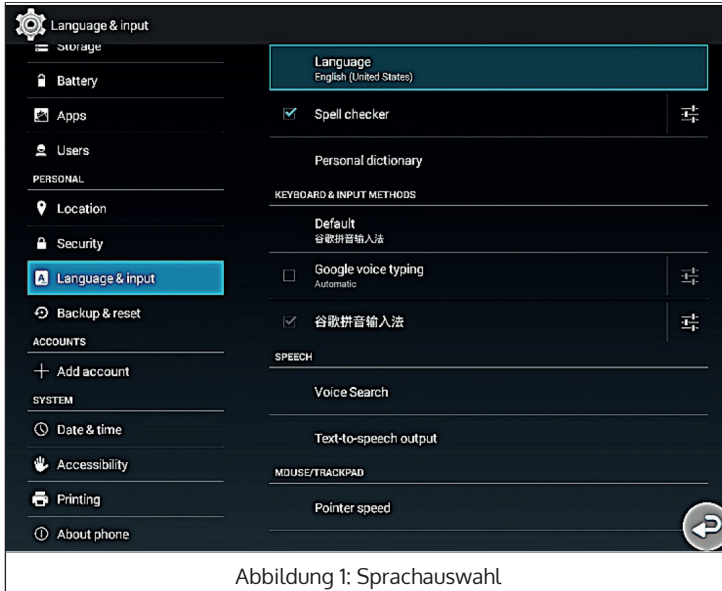 Language & input
Storage
Battery
Apps
Users
PERSONAL
Location
Security
Language & input
Backup & reset
ACCOUNTS
Add account
SYSTEM
Date & time
Accessibility
Printing
About phone
Language
English (United States)
Spell checker
Personal dictionary
KEYBOARD & INPUT METHODS
Default
谷歌拼音输入法
Google voice typing
Automatic
谷歌拼音输入法
SPEECH
Voice Search
Text-to-speech output
MOUSE/TRACKPAD
Pointer speed
Abbildung 1: Sprachauswahl